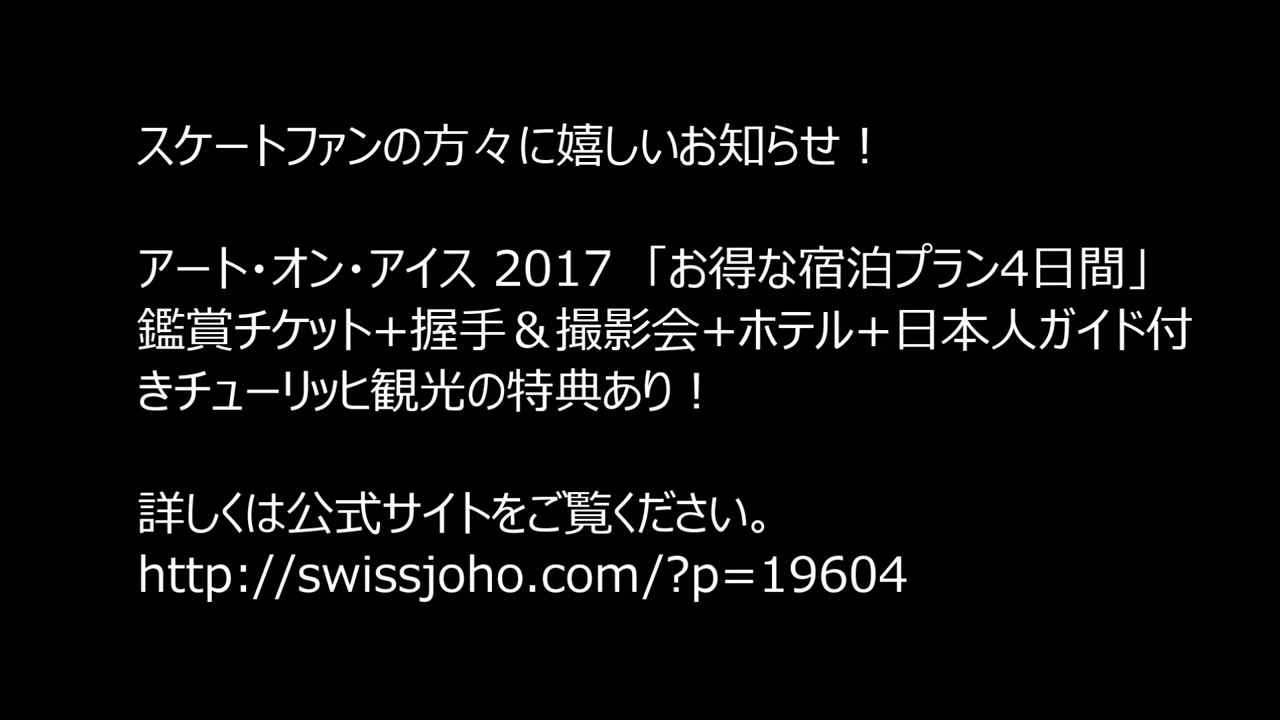 スケートファンの方々に嬉しいお知らせ！
アート・オン・アイス 2017 「お得な宿泊プラン4日間」
鑑賞チケット+握手＆撮影会+ホテル+日本人ガイド付
きチューリッヒ観光の特典あり！
詳しくは公式サイトをご覧ください。
http://swissjoho.com/?p=19604